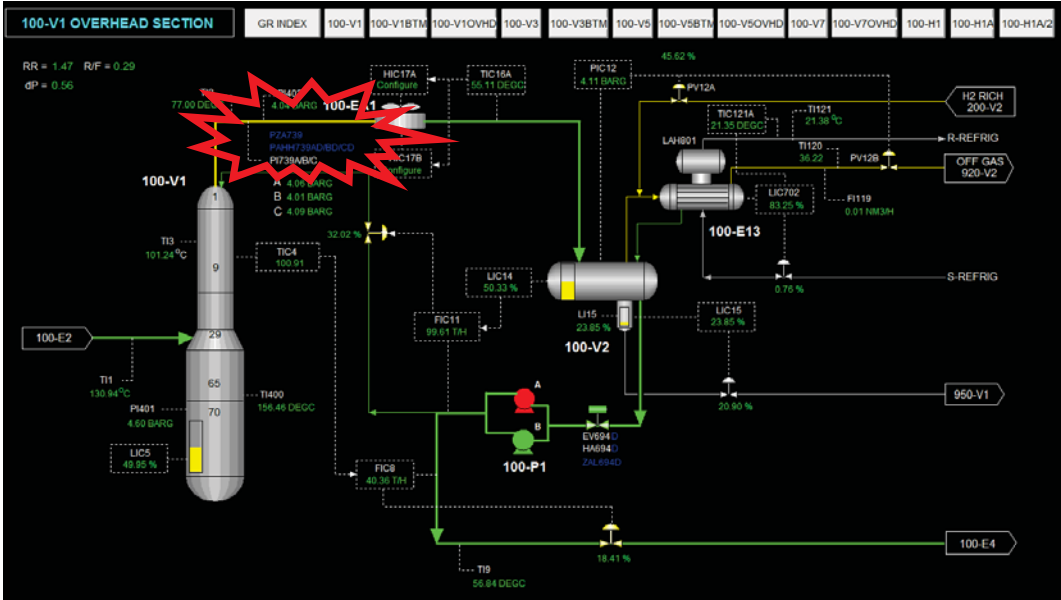 100-V1 OVERHEAD SECTION
GR INDEX
100-V1
100-V1BTM
100-V1OVHD
100-V3
100-V3BTM
100-V5
100-V5BTM
100-V5OVHD
100-V7
100-V7OVHD
100-H1
100-H1A
100-H1A/2
RR = 1.47 R/F = 0.29
dP = 0.56
77.00 DEGC
4.04 BARG
HIC17A
Configure
TIC16A
55.11 DEGC
PZA739
PAHH739AD/BD/CD
PI739A/B/C
A 4.06 BARG
B 4.01 BARG
C 4.09 BARG
Configure
PIC12
4.11 BARG
45.62 %
PV12A
H2 RICH
200-V2
TIC121A
21.35 DEGC
TI121
21.38 °C
LAH801
R-REFRIG
TI120
36.22
PV12B
OFF GAS
920-V2
LIC702
83.25 %
FI119
0.01 NM3/H
100-E13
S-REFRIG
0.76 %
100-V1
1
TI3
101.24 °C
9
TIC4
100.91
32.02 %
LIC14
50.33 %
FIC11
99.61 T/H
LI15
23.85 %
LIC15
23.85 %
100-V2
100-E2
29
TI1
130.94 °C
65
TI400
156.46 DEGC
PI401
4.60 BARG
70
LIC5
49.95 %
A
B
100-P1
EV694D
HA694D
ZAL694D
20.90 %
950-V1
FIC8
40.36 T/H
18.41 %
100-E4
TI9
56.84 DEGC